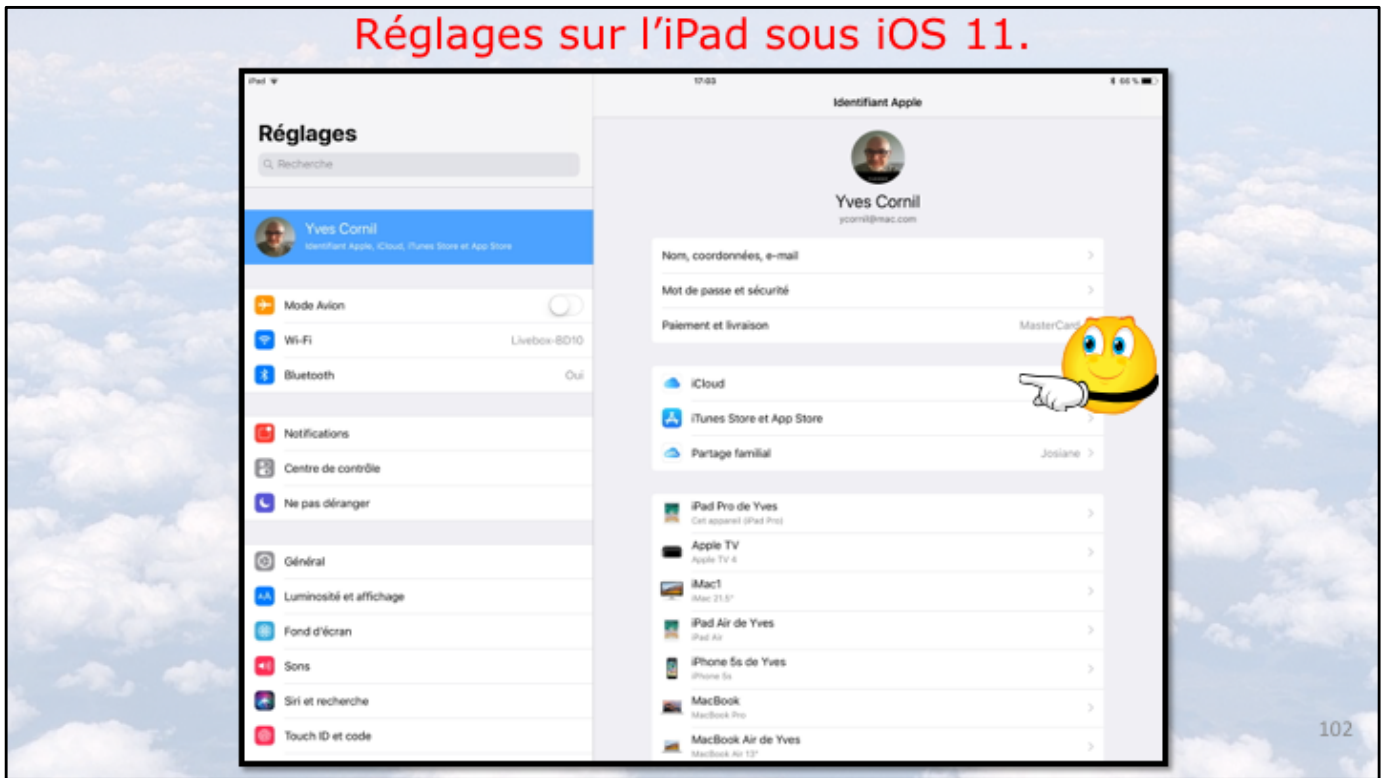 Réglages sur l'iPad sous iOS 11.
iPad
17:03
66 %
Réglages
Recherche
Yves Cornil
Identifiant Apple, iCloud, iTunes Store et App Store
Mode Avion
Wi-Fi
Livebox-BD10
Bluetooth
Oui
Notifications
Centre de contrôle
Ne pas déranger
Général
Luminosité et affichage
Fond d'écran
Sons
Siri et recherche
Touch ID et code
Identifiant Apple
Yves Cornil
ycornil@mac.com
Nom, coordonnées, e-mail
Mot de passe et sécurité
Paiement et livraison
MasterCard
iCloud
iTunes Store et App Store
Partage familial
Josiane
iPad Pro de Yves
Cet appareil (iPad Pro)
Apple TV
Apple TV 4
iMac1
iMac 21.5"
iPad Air de Yves
iPad Air
iPhone 5s de Yves
iPhone 5s
MacBook
MacBook Pro
MacBook Air de Yves
MacBook Air 13"
102